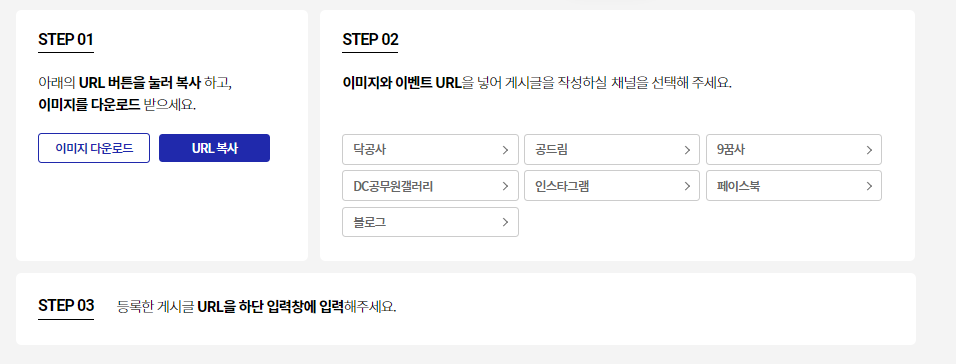 STEP 01
아래의 URL 버튼을 눌러 복사 하고,
이미지를 다운로드 받으세요.
이미지 다운로드
URL 복사
STEP 02
이미지와 이벤트 URL을 넣어 게시글을 작성하실 채널을 선택해 주세요.
닥공사
공드림
9꿈사
DC공무원갤러리
인스타그램
페이스북
블로그
STEP 03
등록한 게시글 URL을 하단 입력창에 입력해주세요.